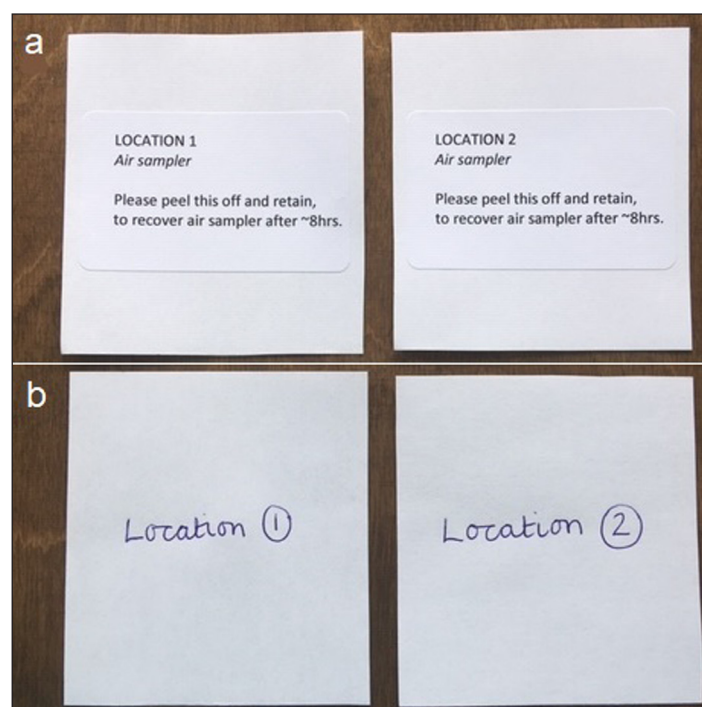 a
LOCATION 1
Air sampler
Please peel this off and retain,
to recover air sampler after ~8hrs.
LOCATION 2
Air sampler
Please peel this off and retain,
to recover air sampler after ~8hrs.
b
Location 1
Location 2